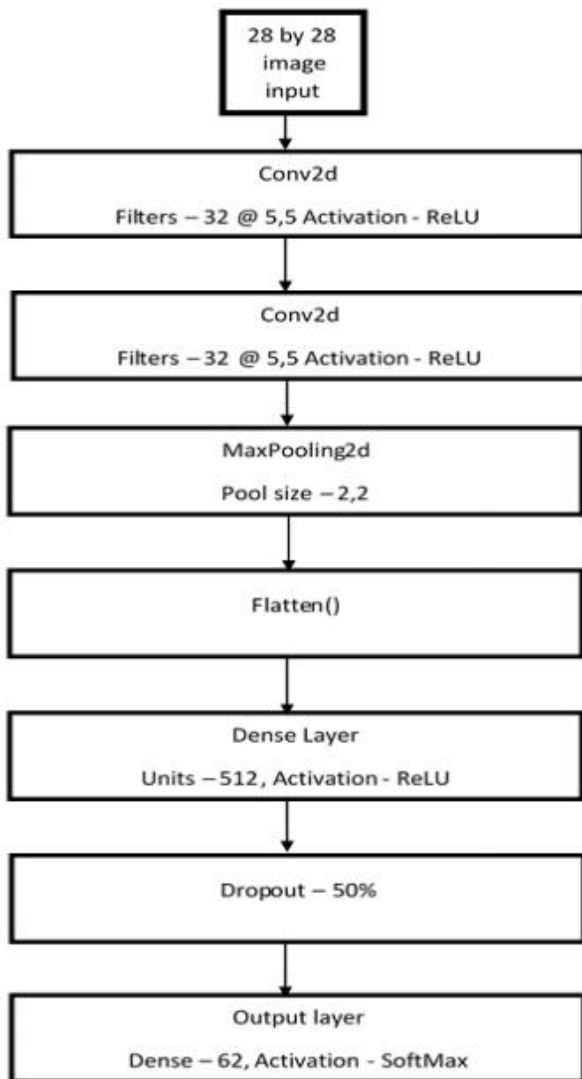 28 by 28
image
input
Conv2d
Filters – 32 @ 5,5 Activation - ReLU
Conv2d
Filters – 32 @ 5,5 Activation - ReLU
MaxPooling2d
Pool size – 2,2
Flatten()
Dense Layer
Units – 512, Activation - ReLU
Dropout – 50%
Output layer
Dense – 62, Activation - SoftMax